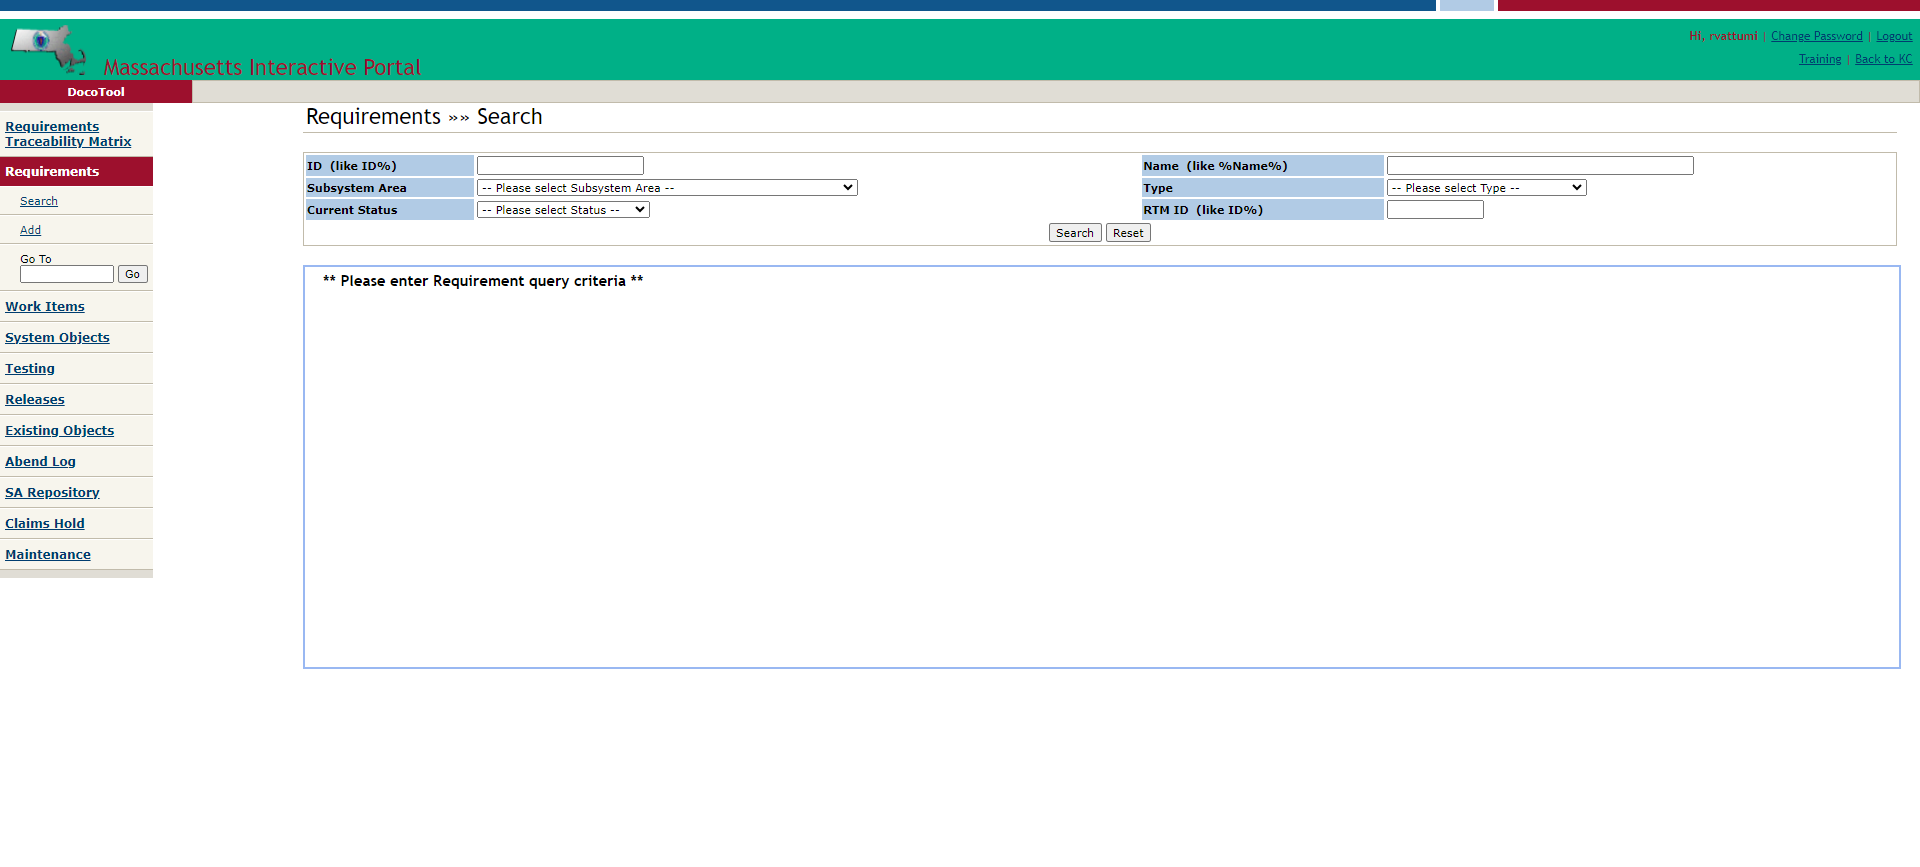 Hi, rvattumi | Change Password | Logout
Massachusetts Interactive Portal
Training | Back to KC
DocoTool
Requirements
Traceability Matrix
Requirements
Search
Add
Go To
Go
Work Items
System Objects
Testing
Releases
Existing Objects
Abend Log
SA Repository
Claims Hold
Maintenance
Requirements »» Search
ID (like ID%)
Name (like %Name%)
Subsystem Area -- Please select Subsystem Area --
Type -- Please select Type --
Current Status -- Please select Status --
RTM ID (like ID%)
Search Reset
** Please enter Requirement query criteria **